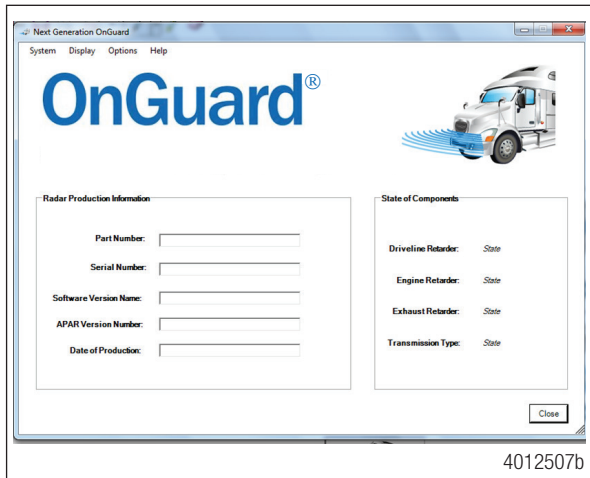 Next Generation OnGuard
System Display Options Help
OnGuard®
Radar Production Information
Part Number:
Serial Number:
Software Version Name:
APAR Version Number:
Date of Production:
State of Components
Driveline Retarder: State
Engine Retarder: State
Exhaust Retarder: State
Transmission Type: State
Close
4012507b